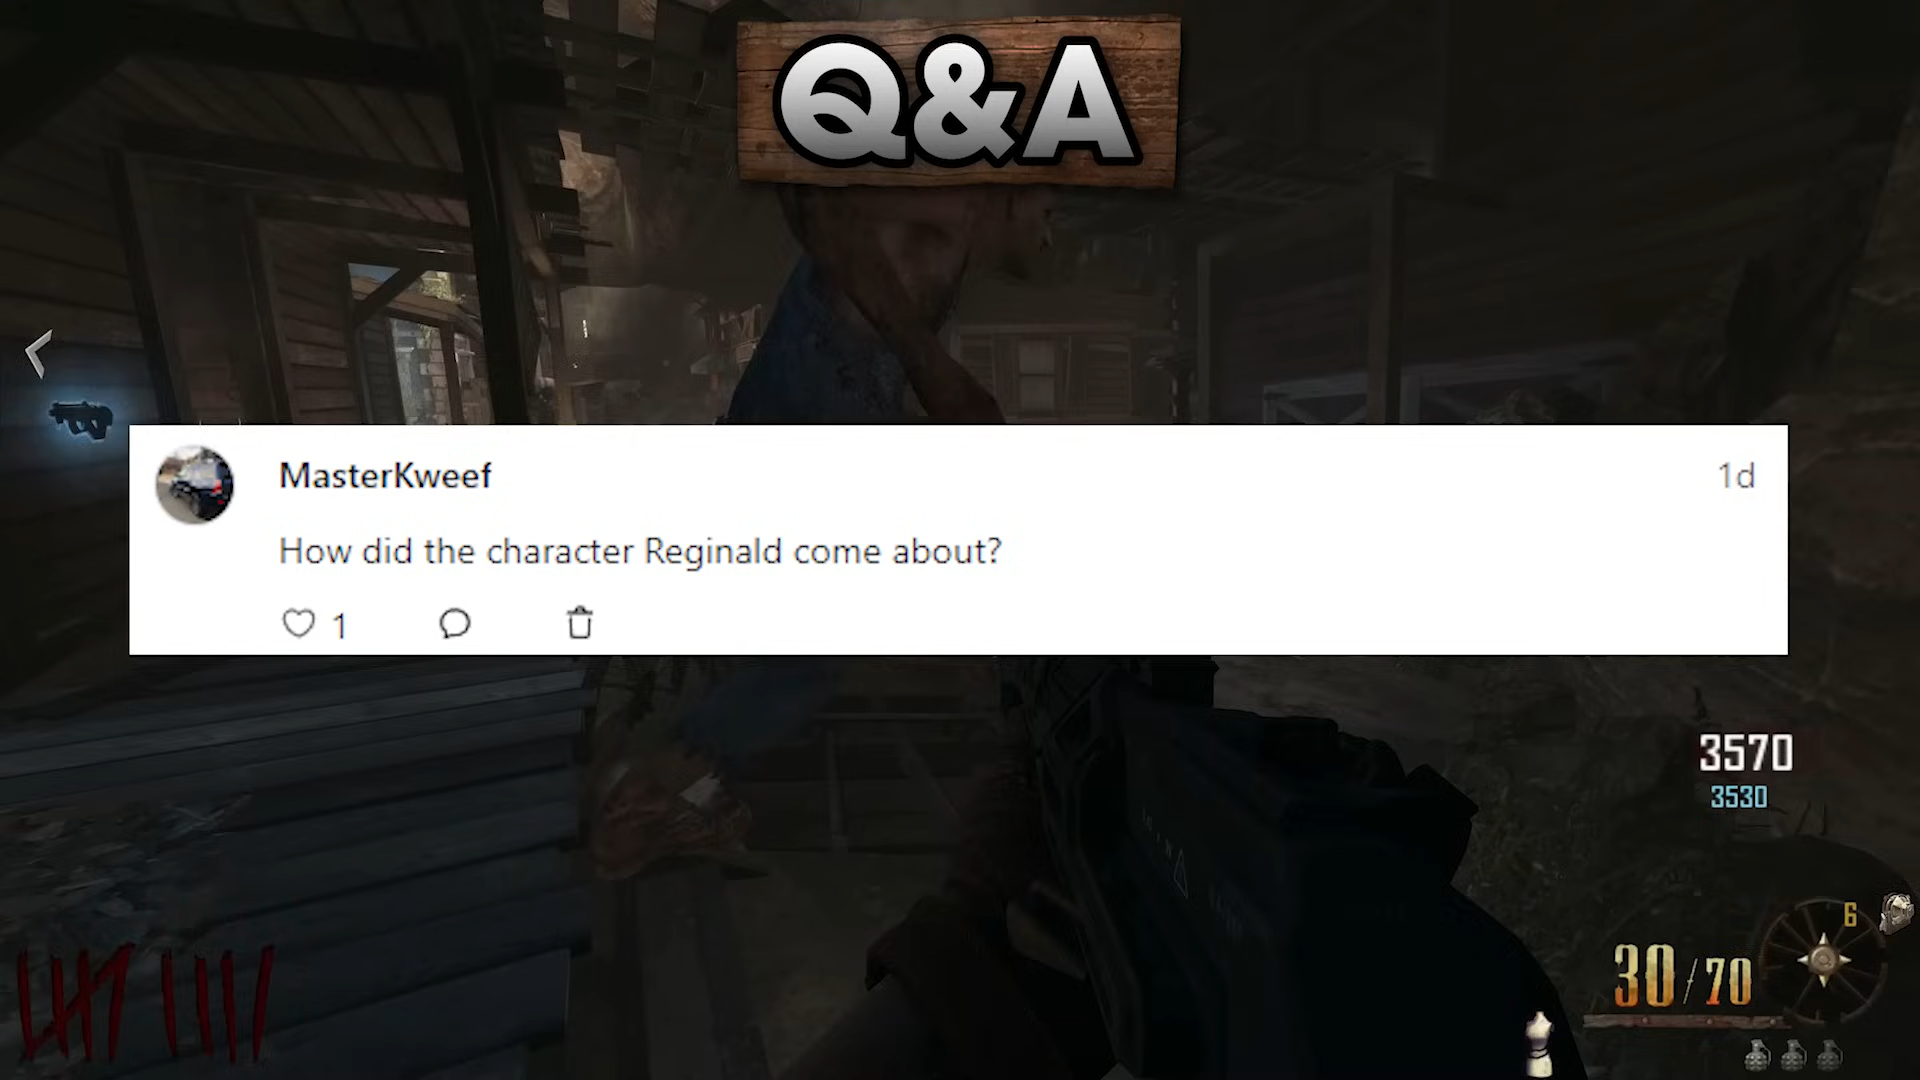 Q&A
MasterKweef
1d
How did the character Reginald come about?
1
3570
3530
6
30/70